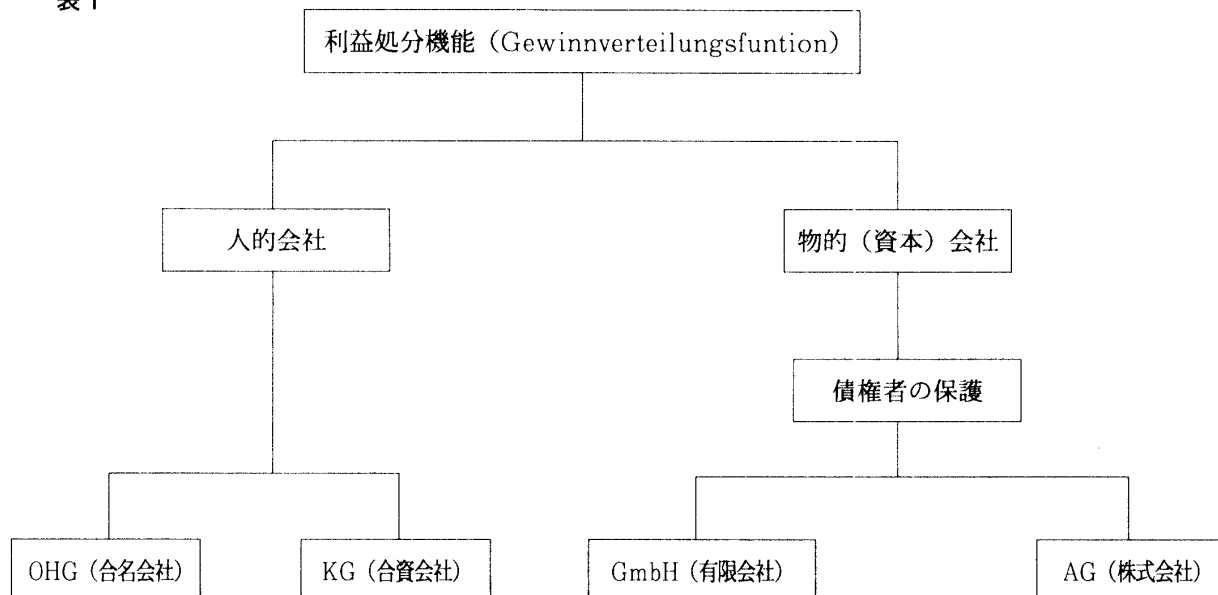 表1
利益処分機能（Gewinnverteilungsfuntion）
人的会社
物的（資本）会社
債権者の保護
OHG（合名会社）
KG（合資会社）
GmbH（有限会社）
AG（株式会社）